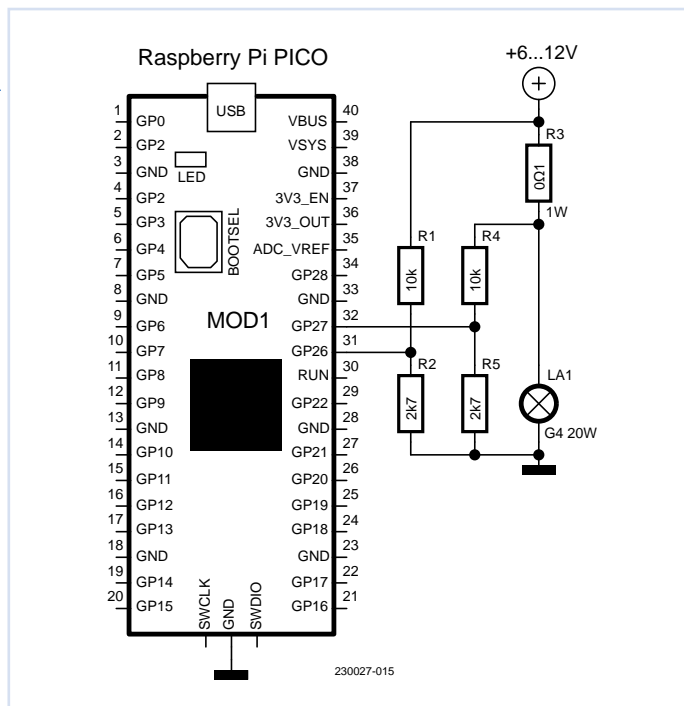 Raspberry Pi PICO
+6...12V
USB
LED
BOOTSEL
MOD1
1 GP0
2 GP2
3 GND
4 GP2
5 GP3
6 GP4
7 GP5
8 GND
9 GP6
10 GP7
11 GP8
12 GP9
13 GND
14 GP10
15 GP11
16 GP12
17 GP13
18 GND
19 GP14
20 GP15
VBUS 40
VSYS 39
GND 38
3V3_EN 37
3V3_OUT 36
ADC_VREF 35
GP28 34
GND 33
GP27 32
GP26 31
RUN 30
GP22 29
GND 28
GP21 27
GP20 26
GP19 25
GP18 24
GND 23
GP17 22
GP16 21
SWCLK
GND
SWDIO
R3
0Ω1
1W
R1
10k
R4
10k
R2
2k7
R5
2k7
LA1
G4 20W
230027-015